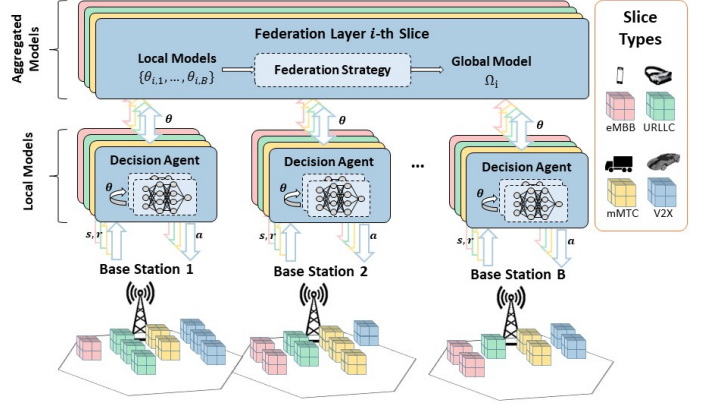 Aggregated
Models
Federation Layer i-th Slice
Local Models
{θi,1, ..., θi,B}
Federation Strategy
Global Model
Ωi
Slice
Types
eMBB
URLLC
mMTC
V2X
θ
θ
θ
Local Models
Decision Agent
θ
Decision Agent
θ
...
Decision Agent
θ
s, r
a
s, r
a
s, r
a
Base Station 1
Base Station 2
Base Station B